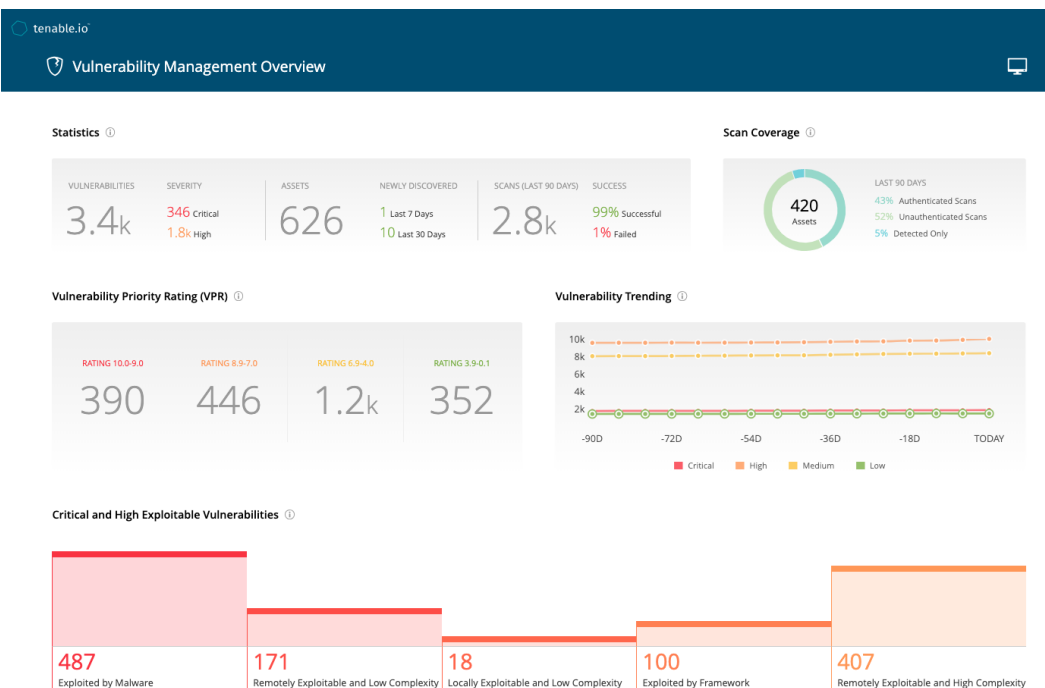 tenable.io
Vulnerability Management Overview
Statistics
VULNERABILITIES
3.4k
SEVERITY
346 Critical
1.8k High
ASSETS
626
NEWLY DISCOVERED
1 Last 7 Days
10 Last 30 Days
SCANS (LAST 90 DAYS)
2.8k
SUCCESS
99% Successful
1% Failed
Scan Coverage
420
Assets
LAST 90 DAYS
43% Authenticated Scans
52% Unauthenticated Scans
5% Detected Only
Vulnerability Priority Rating (VPR)
RATING 10.0-9.0
390
RATING 8.9-7.0
446
RATING 6.9-4.0
1.2k
RATING 3.9-0.1
352
Vulnerability Trending
10k
8k
6k
4k
2k
-90D -72D -54D -36D -18D TODAY
Critical High Medium Low
Critical and High Exploitable Vulnerabilities
487
Exploited by Malware
171
Remotely Exploitable and Low Complexity
18
Locally Exploitable and Low Complexity
100
Exploited by Framework
407
Remotely Exploitable and High Complexity